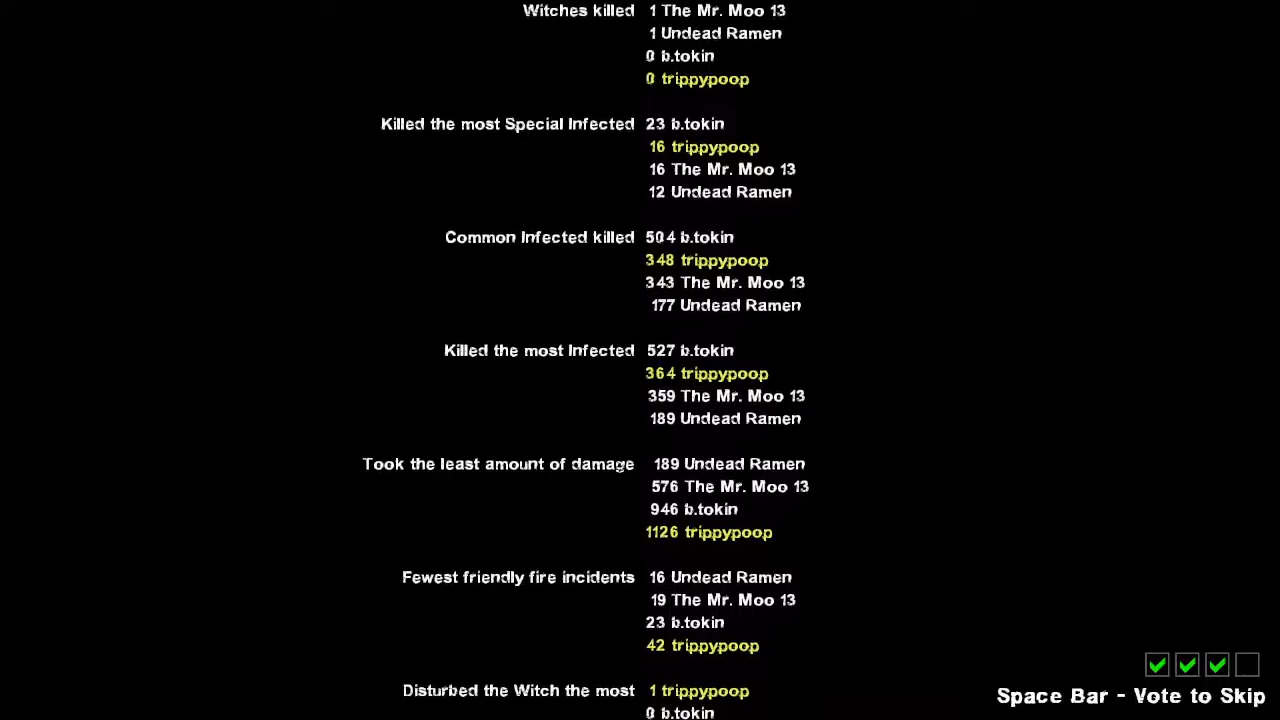 Witches killed 1 The Mr. Moo 13
1 Undead Ramen
0 b.tokin
0 trippypoop
Killed the most Special Infected 23 b.tokin
16 trippypoop
16 The Mr. Moo 13
12 Undead Ramen
Common Infected killed 504 b.tokin
348 trippypoop
343 The Mr. Moo 13
177 Undead Ramen
Killed the most Infected 527 b.tokin
364 trippypoop
359 The Mr. Moo 13
189 Undead Ramen
Took the least amount of damage 189 Undead Ramen
576 The Mr. Moo 13
946 b.tokin
1126 trippypoop
Fewest friendly fire incidents 16 Undead Ramen
19 The Mr. Moo 13
23 b.tokin
42 trippypoop
Disturbed the Witch the most 1 trippypoop
0 b.tokin
Space Bar - Vote to Skip